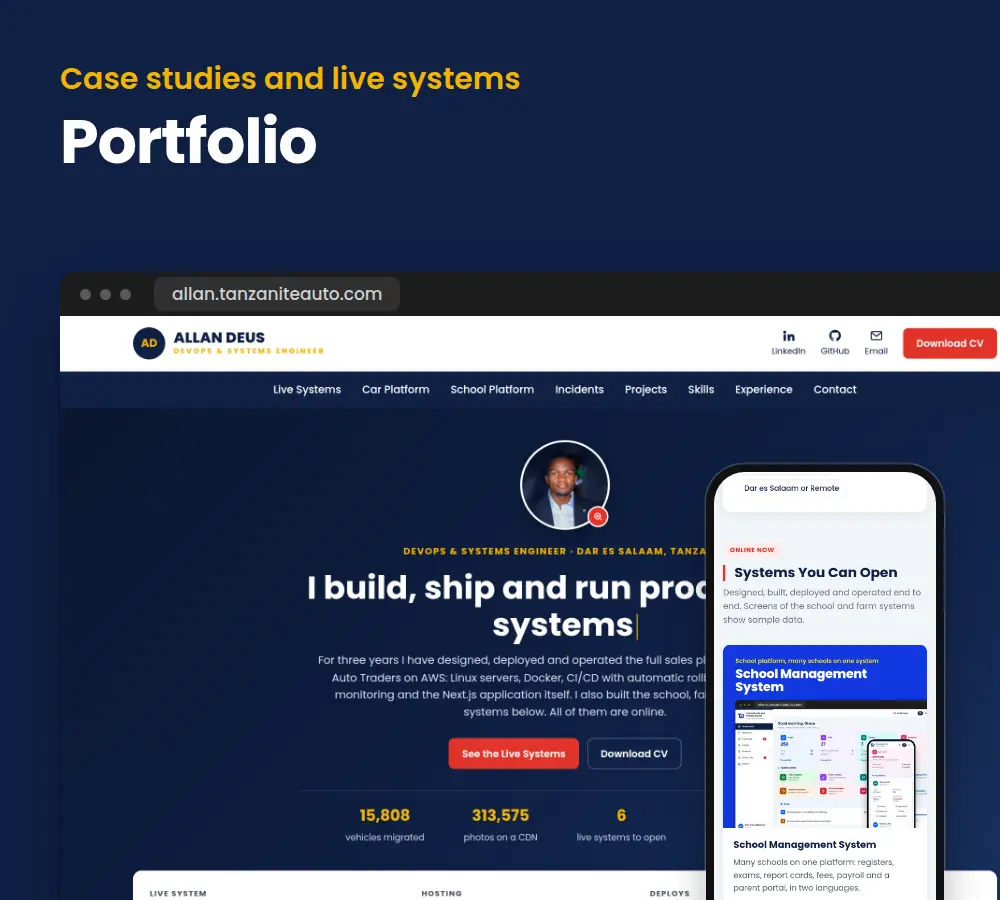 Case studies and live systems
Portfolio
allan.tanzaniteauto.com
AD
ALLAN DEUS
DEVOPS & SYSTEMS ENGINEER
LinkedIn
GitHub
Email
Download CV
Live Systems
Car Platform
School Platform
Incidents
Projects
Skills
Experience
Contact
DEVOPS & SYSTEMS ENGINEER · DAR ES SALAAM, TANZA
I build, ship and run pro
systems
For three years I have designed, deployed and operated the full sales
Auto Traders on AWS: Linux servers, Docker, CI/CD with automatic
monitoring and the Next.js application itself. I also built the school,
systems below. All of them are online.
See the Live Systems
Download CV
15,808
vehicles migrated
313,575
photos on a CDN
6
live systems to open
LIVE SYSTEM
HOSTING
DEPLOYS
Dar es Salaam or Remote
ONLINE NOW
Systems You Can Open
Designed, built, deployed and operated end to
end. Screens of the school and farm systems
show sample data.
School platform, many schools on one system
School Management
System
School Management System
Many schools on one platform: registers,
exams, report cards, fees, payroll and a
parent portal, in two languages.